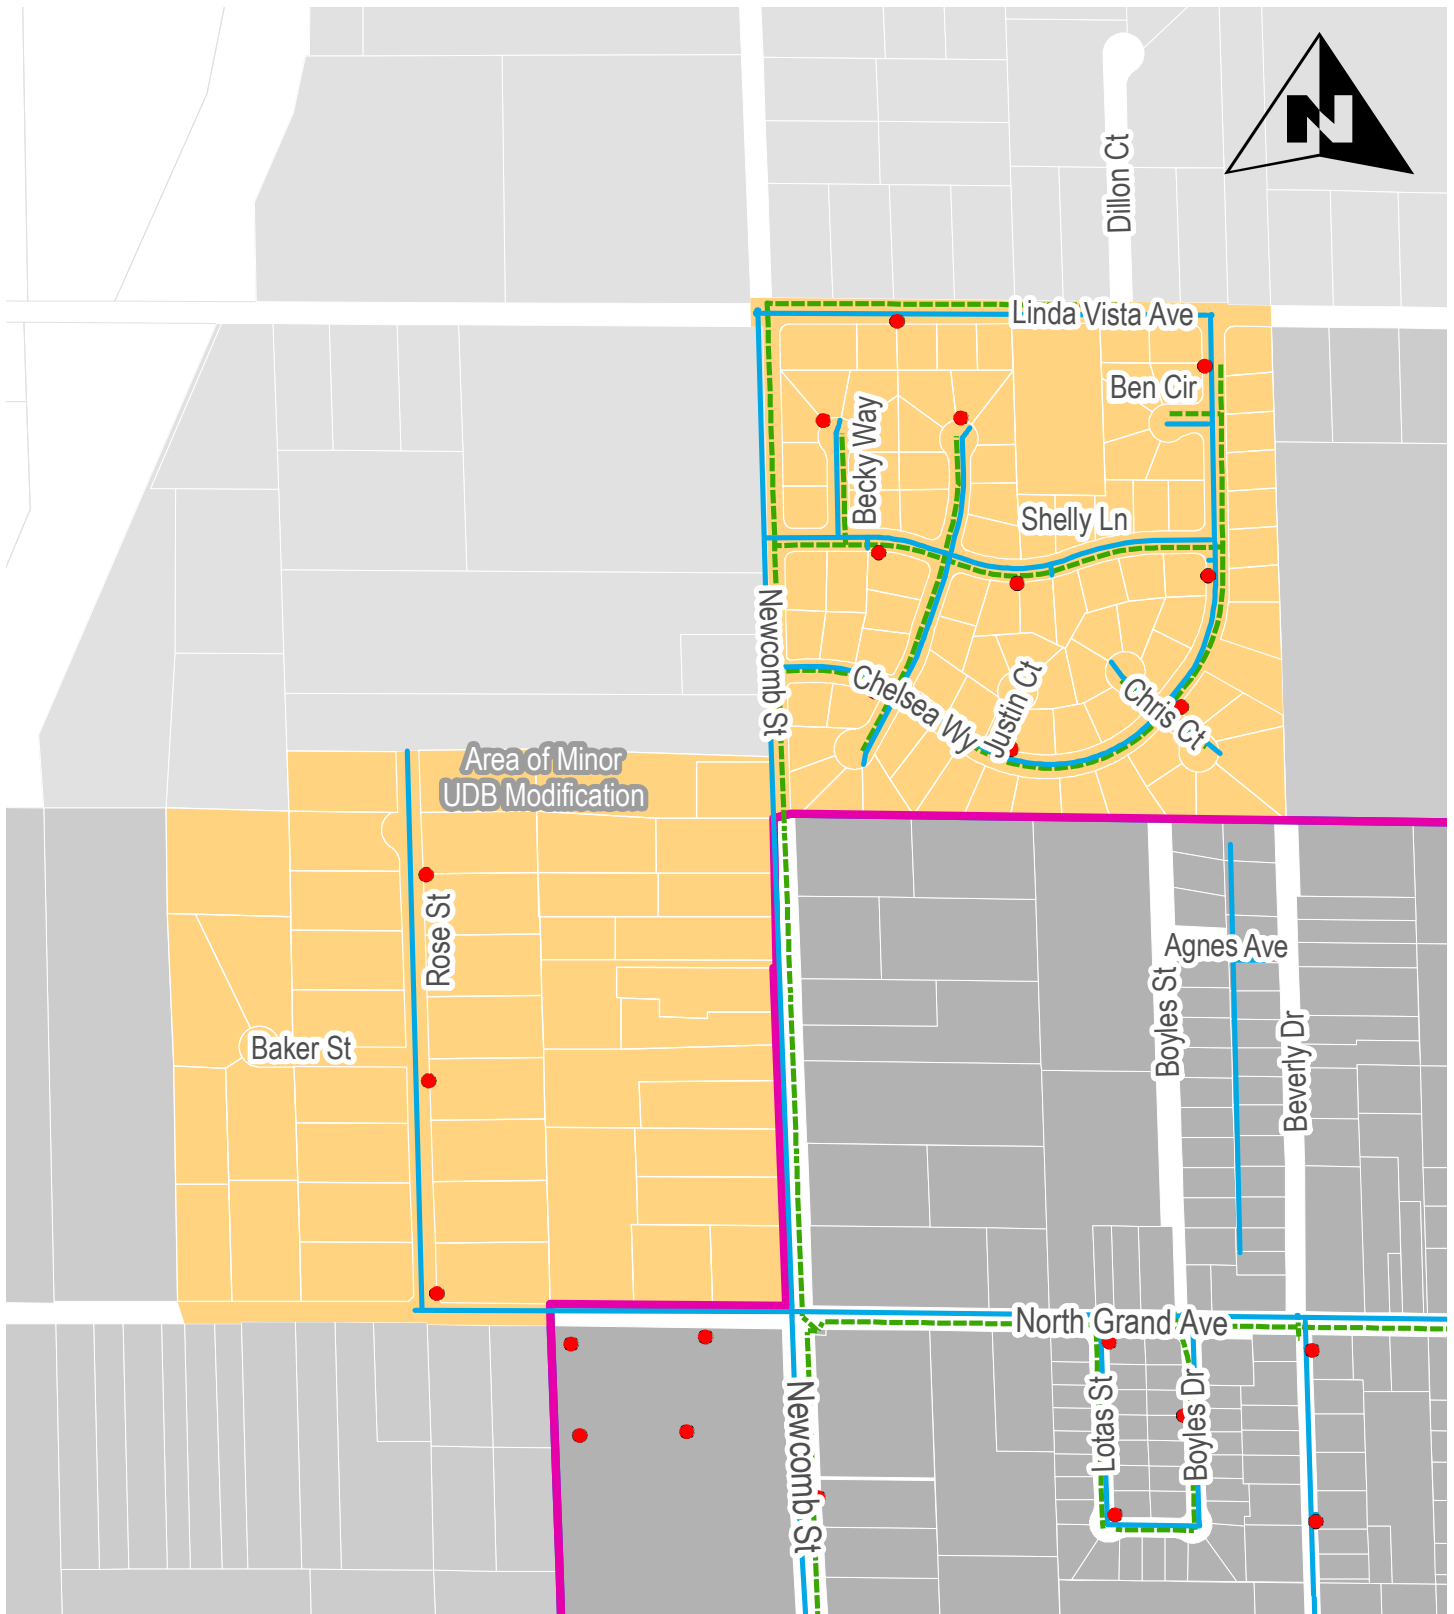 N
Dillon Ct
Linda Vista Ave
Ben Cir
Becky Way
Shelly Ln
Newcomb St
Chelsea Wy
Justin Ct
Chris Ct
Area of Minor
UDB Modification
Rose St
Agnes Ave
Boyles St
Beverly Dr
Baker St
North Grand Ave
Newcomb St
Lotas St
Boyles Dr